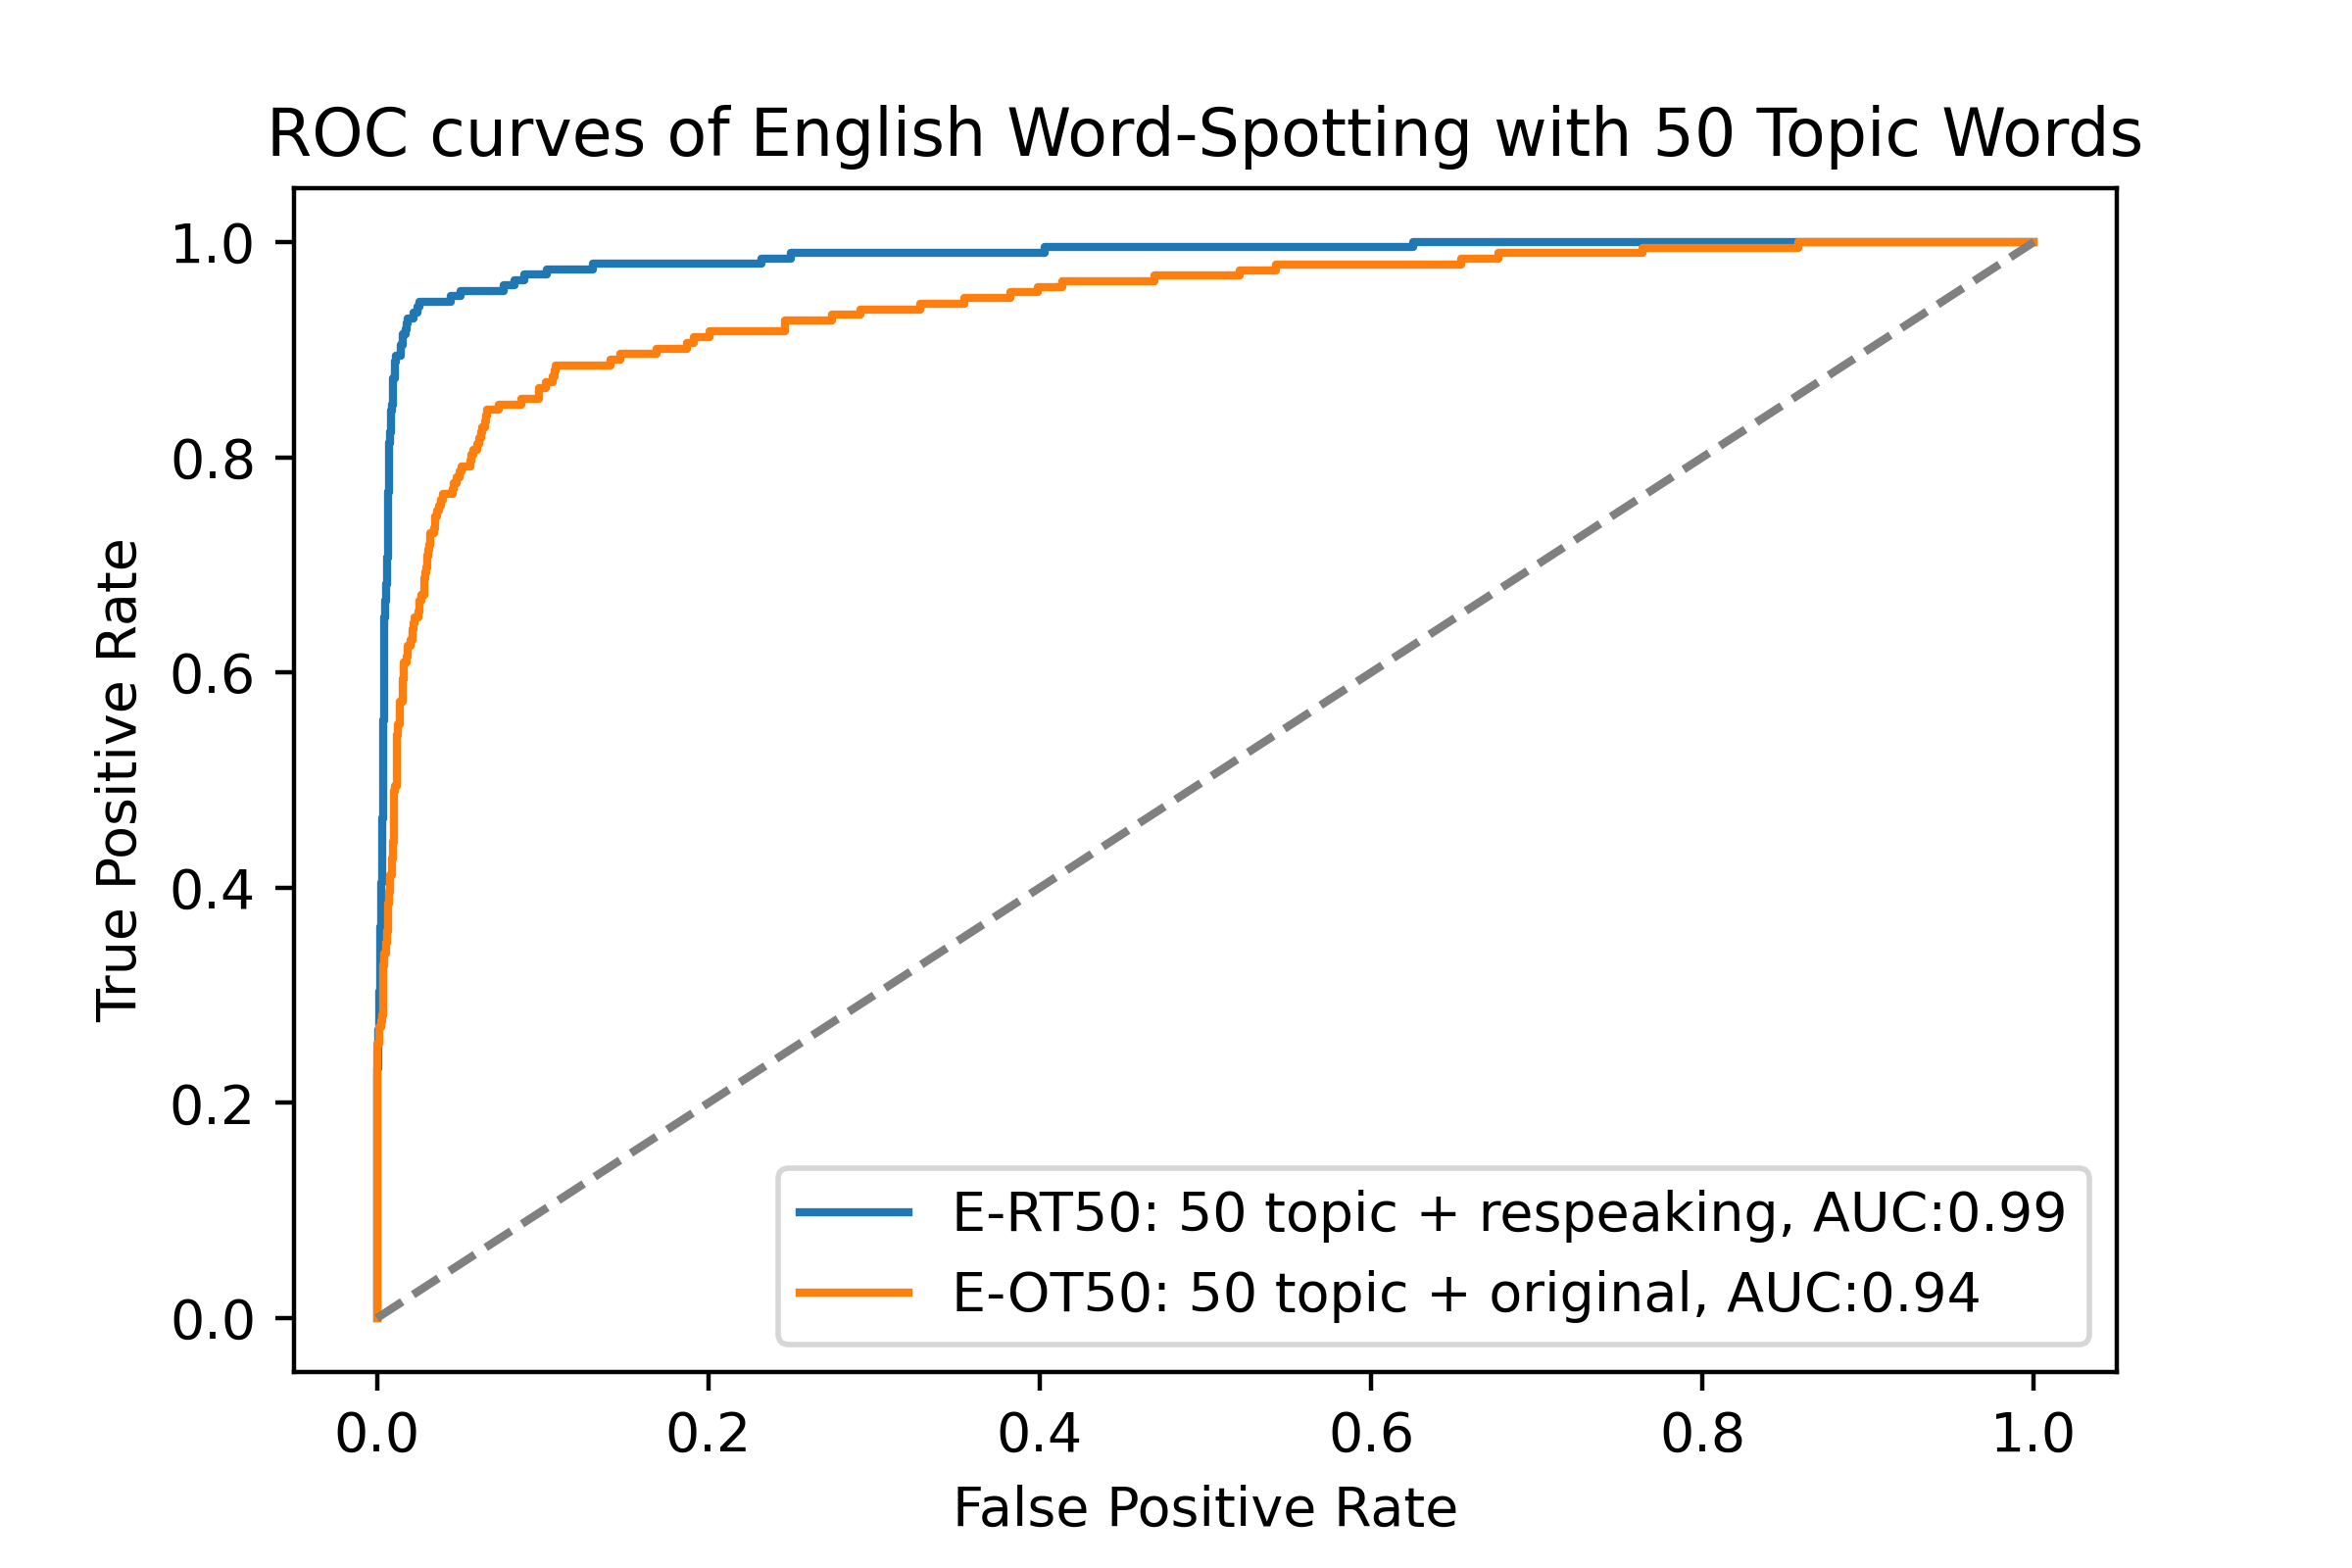 ROC curves of English Word-Spotting with 50 Topic Words
True Positive Rate
1.0
0.8
0.6
0.4
0.2
0.0
E-RT50: 50 topic + respeaking, AUC:0.99
E-OT50: 50 topic + original, AUC:0.94
0.0 0.2 0.4 0.6 0.8 1.0
False Positive Rate